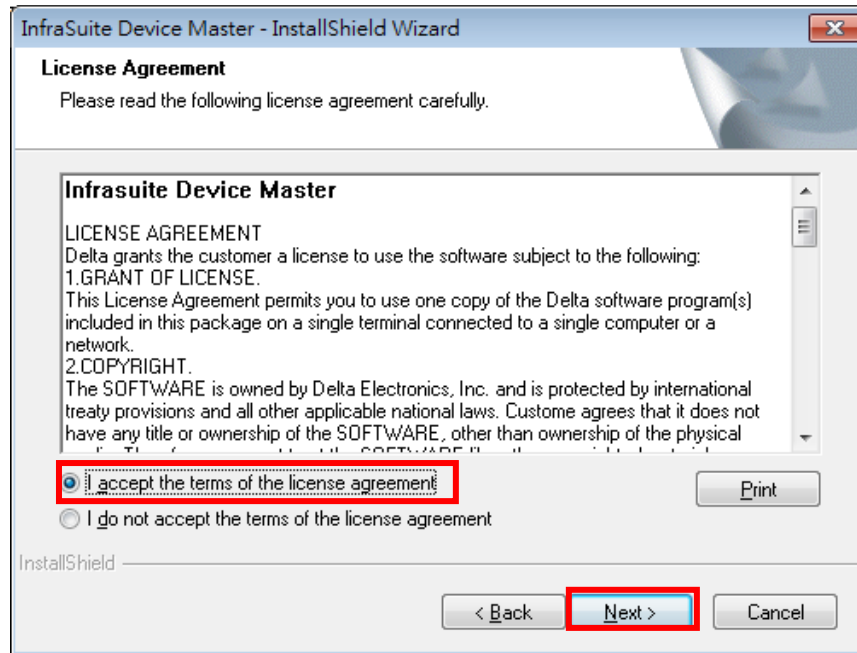 InfraSuite Device Master - InstallShield Wizard
License Agreement
Please read the following license agreement carefully.
Infrasuite Device Master
LICENSE AGREEMENT
Delta grants the customer a license to use the software subject to the following:
1.GRANT OF LICENSE.
This License Agreement permits you to use one copy of the Delta software program(s)
included in this package on a single terminal connected to a single computer or a
network.
2.COPYRIGHT.
The SOFTWARE is owned by Delta Electronics, Inc. and is protected by international
treaty provisions and all other applicable national laws. Custome agrees that it does not
have any title or ownership of the SOFTWARE, other than ownership of the physical
I accept the terms of the license agreement
Print
I do not accept the terms of the license agreement
InstallShield
< Back
Next >
Cancel